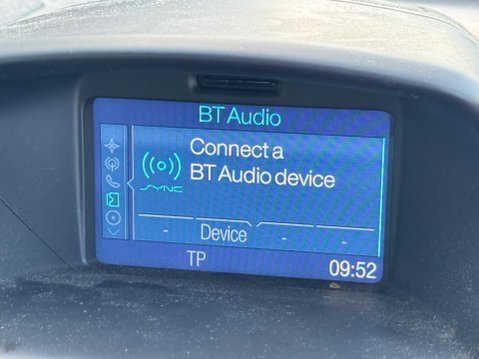 BT Audio
Connect a
BT Audio device
SYNC
- Device - -
TP 09:52